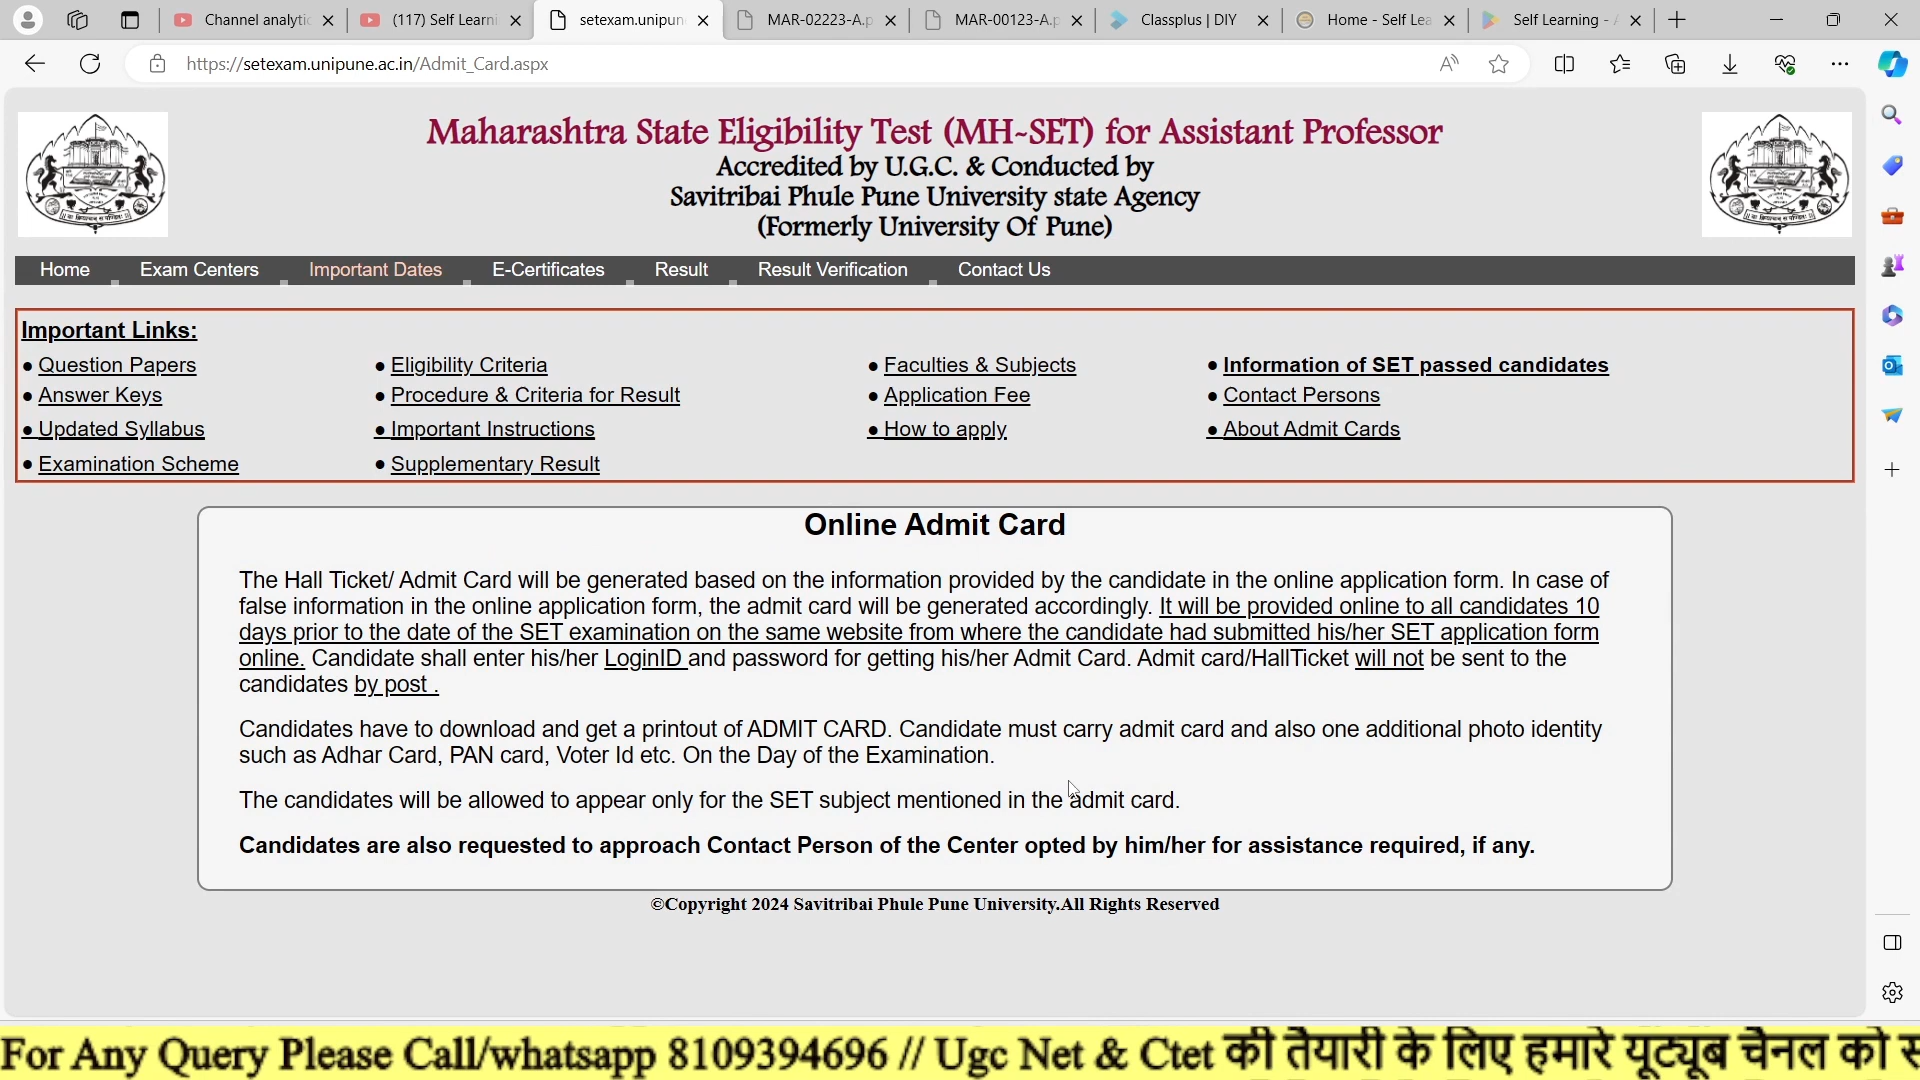 Channel analytic
(117) Self Learni
setexam.unipun
MAR-02223-A.p
MAR-00123-A.p
Classplus | DIY
Home - Self Lea
Self Learning - A
https://setexam.unipune.ac.in/Admit_Card.aspx
Maharashtra State Eligibility Test (MH-SET) for Assistant Professor
Accredited by U.G.C. & Conducted by
Savitribai Phule Pune University state Agency
(Formerly University Of Pune)
Home Exam Centers Important Dates E-Certificates Result Result Verification Contact Us
Important Links:
• Question Papers • Eligibility Criteria • Faculties & Subjects • Information of SET passed candidates
• Answer Keys • Procedure & Criteria for Result • Application Fee • Contact Persons
• Updated Syllabus • Important Instructions • How to apply • About Admit Cards
• Examination Scheme • Supplementary Result
Online Admit Card
The Hall Ticket/ Admit Card will be generated based on the information provided by the candidate in the online application form. In case of
false information in the online application form, the admit card will be generated accordingly. It will be provided online to all candidates 10
days prior to the date of the SET examination on the same website from where the candidate had submitted his/her SET application form
online. Candidate shall enter his/her LoginID and password for getting his/her Admit Card. Admit card/HallTicket will not be sent to the
candidates by post .
Candidates have to download and get a printout of ADMIT CARD. Candidate must carry admit card and also one additional photo identity
such as Adhar Card, PAN card, Voter Id etc. On the Day of the Examination.
The candidates will be allowed to appear only for the SET subject mentioned in the admit card.
Candidates are also requested to approach Contact Person of the Center opted by him/her for assistance required, if any.
©Copyright 2024 Savitribai Phule Pune University.All Rights Reserved
For Any Query Please Call/whatsapp 8109394696 // Ugc Net & Ctet की तैयारी के लिए हमारे यूट्यूब चैनल को